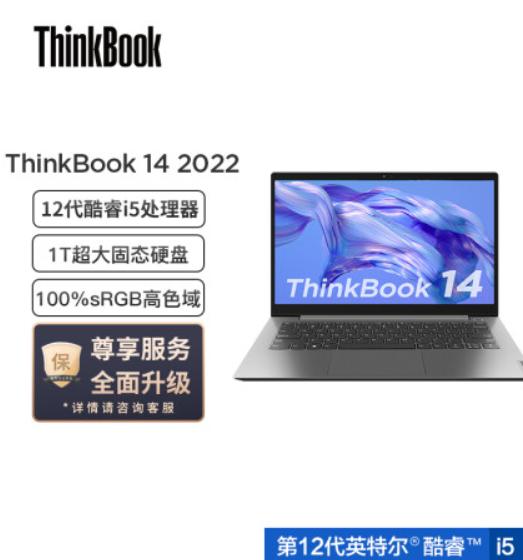 ThinkBook
ThinkBook 14 2022
12代酷睿i5处理器
1T超大固态硬盘
100%sRGB高色域
ThinkBook 14
保
尊享服务
全面升级
*详情请咨询客服
第12代英特尔® 酷睿™ i5